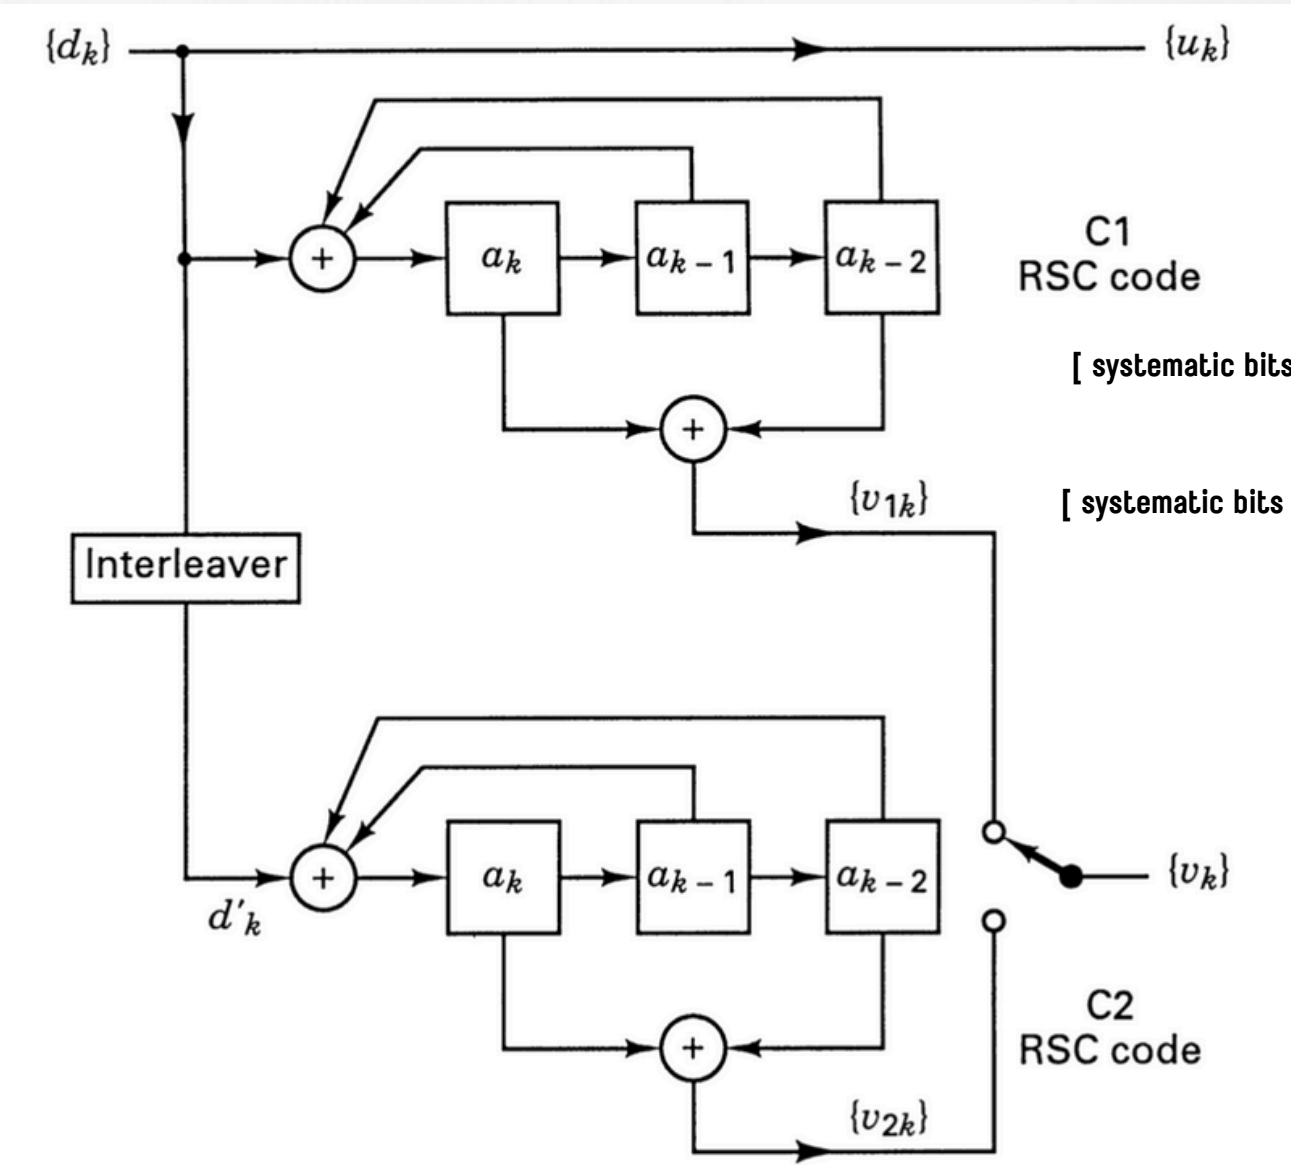 {d_k}
{u_k}
+
a_k
a_{k-1}
a_{k-2}
C1
RSC code
[ systematic bits
+
{v_{1k}}
[ systematic bits
Interleaver
+
d'_k
a_k
a_{k-1}
a_{k-2}
{v_k}
C2
RSC code
+
{v_{2k}}